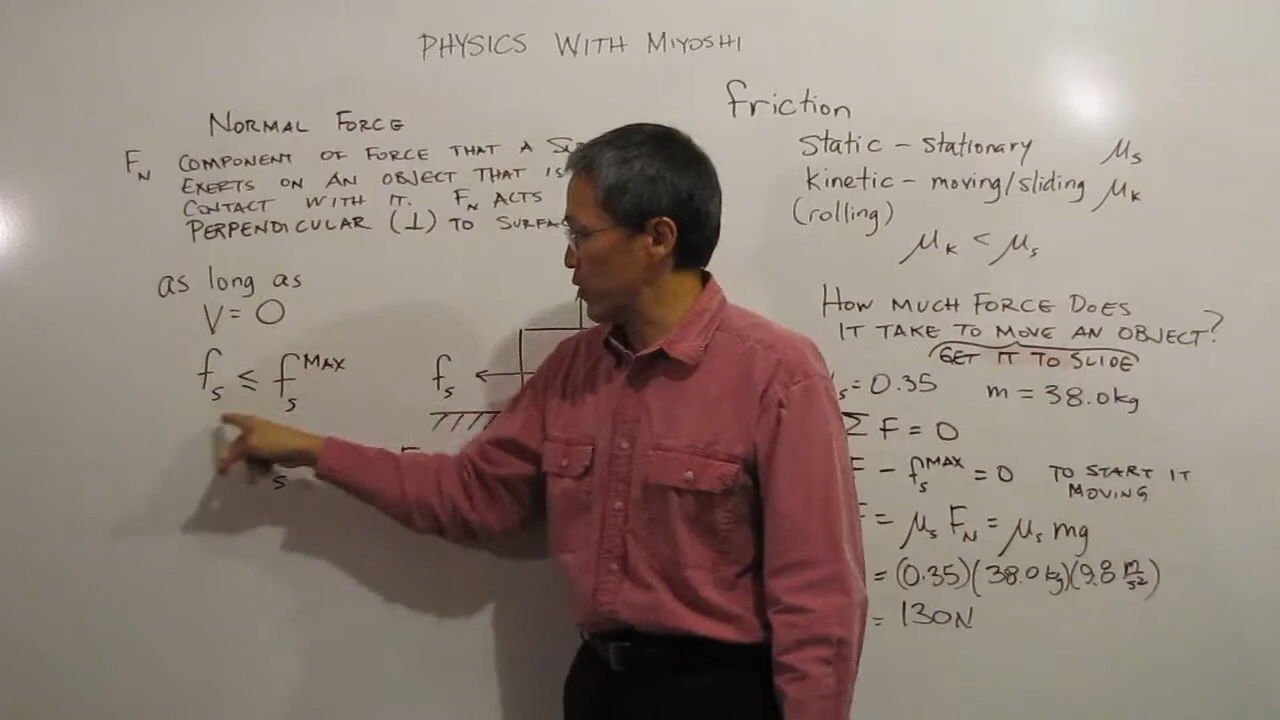 PHYSICS WITH MIYOSHI
NORMAL FORCE
F_N COMPONENT OF FORCE THAT A
EXERTS ON AN OBJECT THAT IS
CONTACT WITH IT. F_N ACTS
PERPENDICULAR (⊥) TO
as long as
V = 0
f_s ≤ f_s^MAX
s
f_s
friction
Static - stationary μ_s
Kinetic - moving/sliding μ_k
(rolling)
μ_k < μ_s
HOW MUCH FORCE DOES
IT TAKE TO MOVE AN OBJECT?
GET IT TO SLIDE
s = 0.35 m = 38.0 kg
Σ F = 0
F - f_s^MAX = 0 TO START IT
MOVING
F = μ_s F_N = μ_s mg
= (0.35)(38.0 kg)(9.8 m/s²)
= 130N